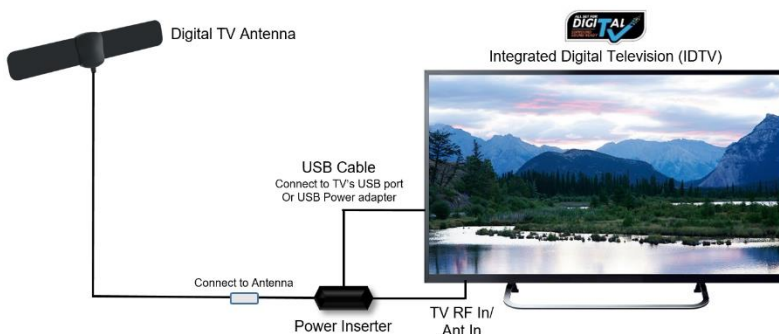 Digital TV Antenna
DIGITAL
TV
Integrated Digital Television (IDTV)
USB Cable
Connect to TV's USB port
Or USB Power adapter
Connect to Antenna
Power Inserter
TV RF In/
Ant In